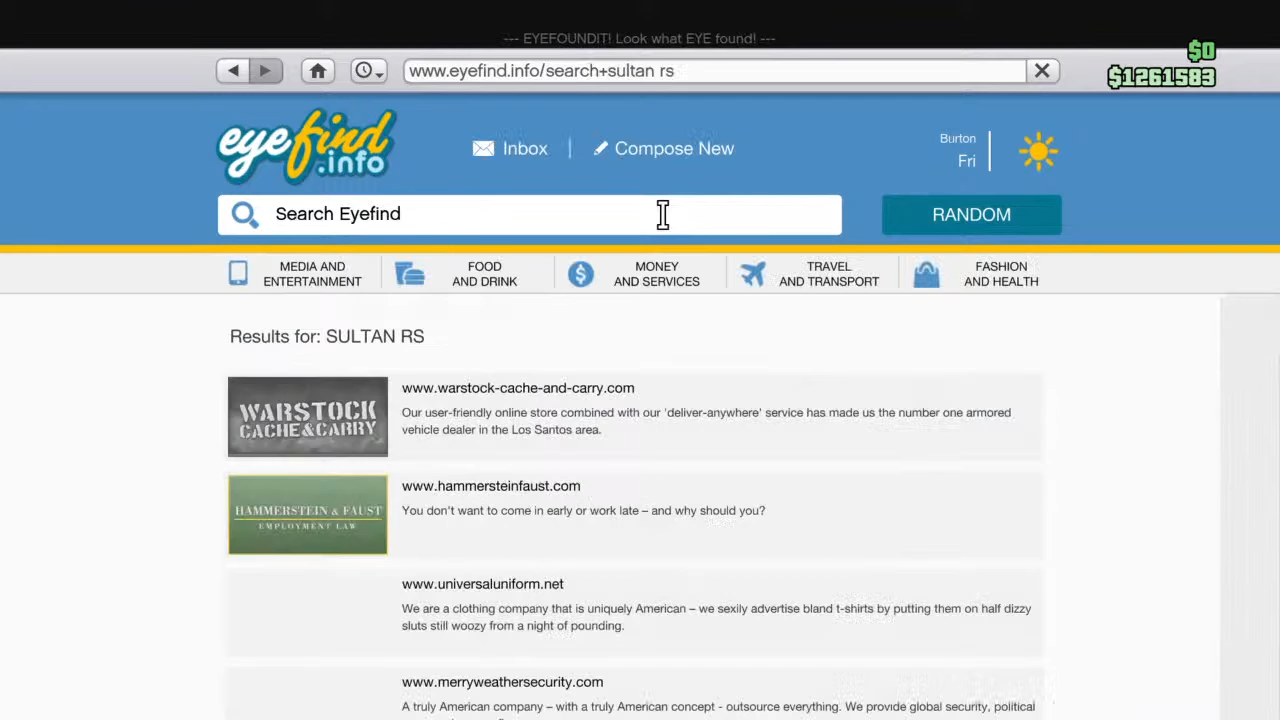 --- EYEFOUNDIT! Look what EYE found! ---
$0
www.eyefind.info/search+sultan rs
$1261583
eyefind
.info
Inbox
Compose New
Burton
Fri
Search Eyefind
RANDOM
MEDIA AND
ENTERTAINMENT
FOOD
AND DRINK
MONEY
AND SERVICES
TRAVEL
AND TRANSPORT
FASHION
AND HEALTH
Results for: SULTAN RS
WARSTOCK
CACHE&CARRY
www.warstock-cache-and-carry.com
Our user-friendly online store combined with our 'deliver-anywhere' service has made us the number one armored
vehicle dealer in the Los Santos area.
HAMMERSTEIN & FAUST
EMPLOYMENT LAW
www.hammersteinfaust.com
You don't want to come in early or work late – and why should you?
www.universaluniform.net
We are a clothing company that is uniquely American – we sexily advertise bland t-shirts by putting them on half dizzy
sluts still woozy from a night of pounding.
www.merryweathersecurity.com
A truly American company – with a truly American concept - outsource everything. We provide global security, political